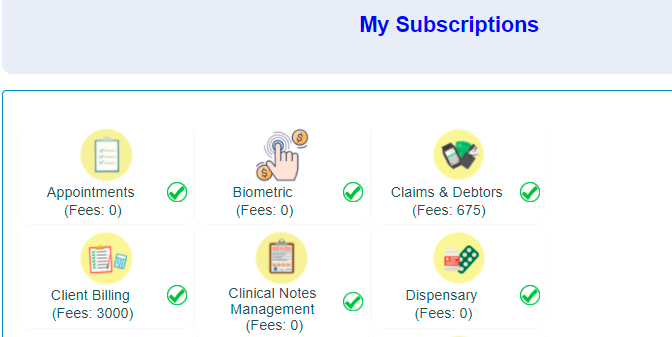 My Subscriptions
Appointments
(Fees: 0)
Biometric
(Fees: 0)
Claims & Debtors
(Fees: 675)
Client Billing
(Fees: 3000)
Clinical Notes
Management
(Fees: 0)
Dispensary
(Fees: 0)